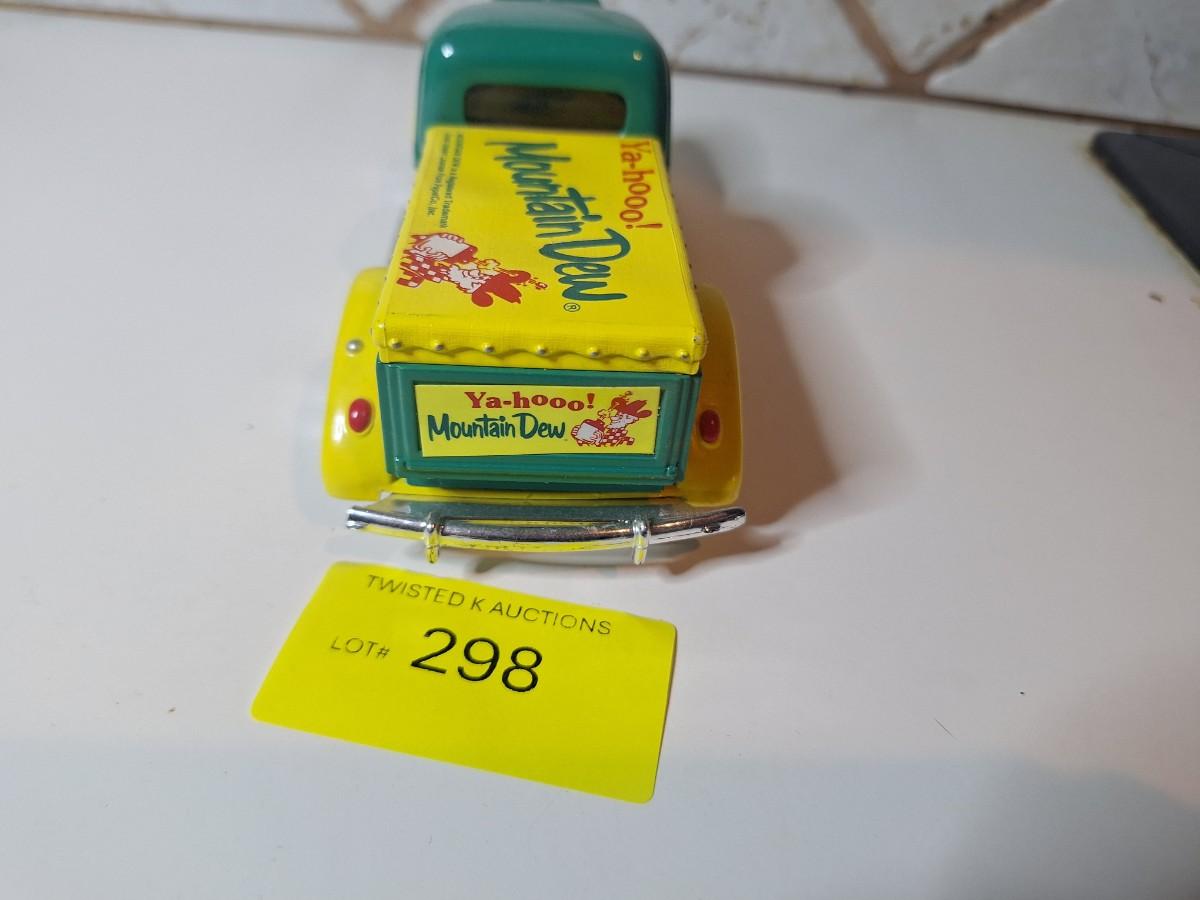 Ya-hooo!
Mountain Dew®
Ya-hooo!
Mountain Dew
TWISTED K AUCTIONS
LOT# 298